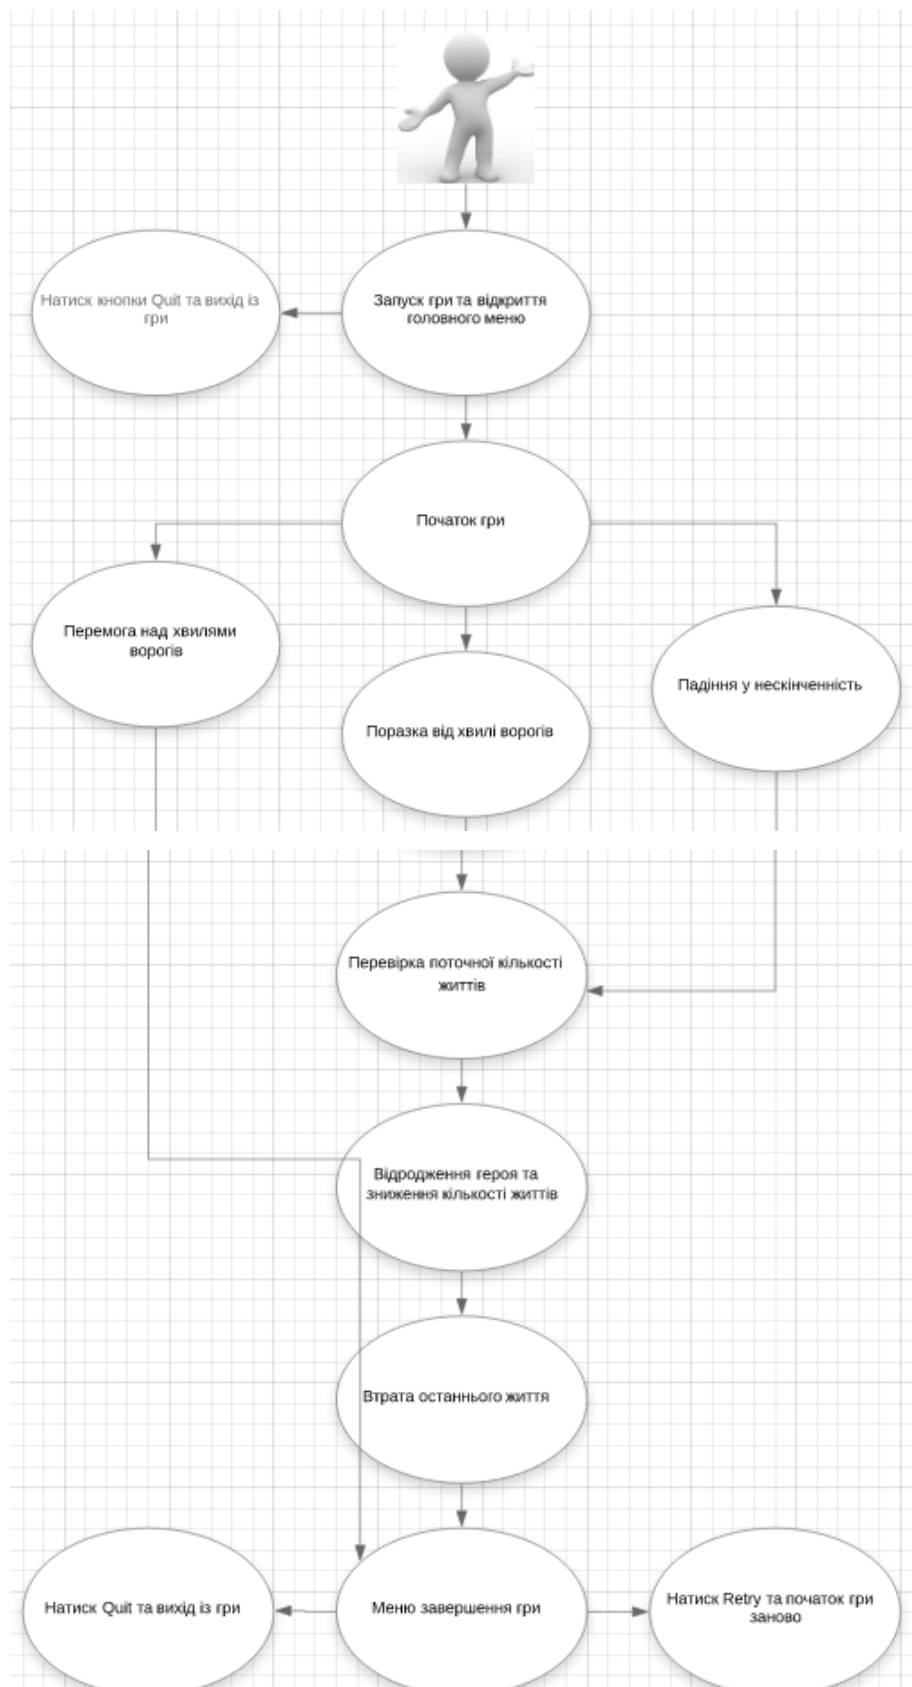 Натиск кнопки Quit та вихід із
гри
Запуск гри та відкриття
головного меню
Початок гри
Перемога над хвилями
ворогів
Поразка від хвилі ворогів
Падіння у нескінченність
Перевірка поточної кількості
життів
Відродження героя та
зниження кількості життів
Втрата останнього життя
Натиск Quit та вихід із гри
Меню завершення гри
Натиск Retry та початок гри
заново